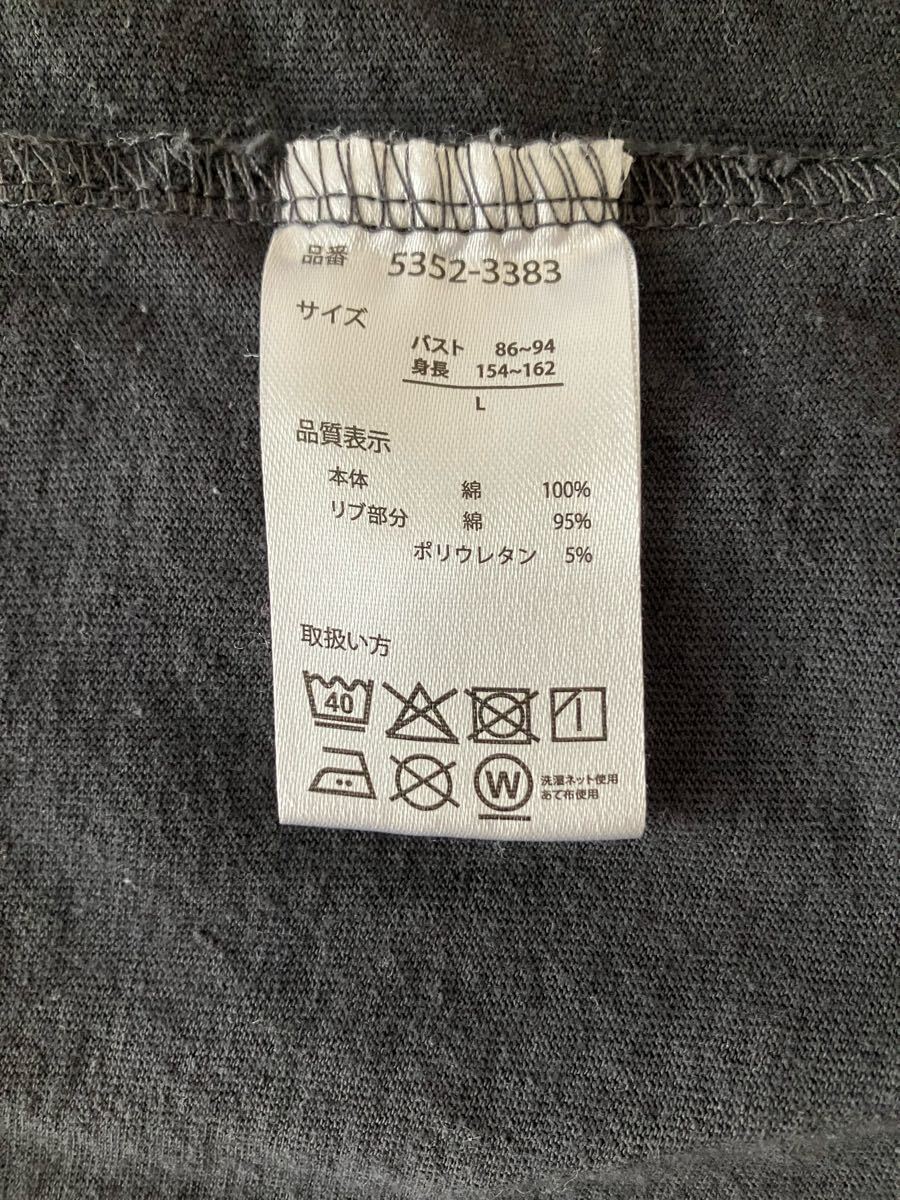 品番 5352-3383
サイズ
バスト 86~94
身長 154~162
L
品質表示
本体 綿 100%
リブ部分 綿 95%
ポリウレタン 5%
取扱い方
40
W 洗濯ネット使用
あて布使用